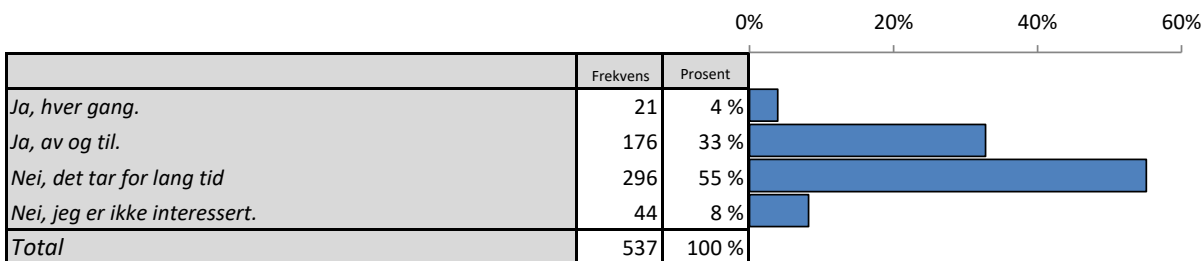 0% 20% 40% 60%
Frekvens Prosent
Ja, hver gang. 21 4 %
Ja, av og til. 176 33 %
Nei, det tar for lang tid 296 55 %
Nei, jeg er ikke interessert. 44 8 %
Total 537 100 %